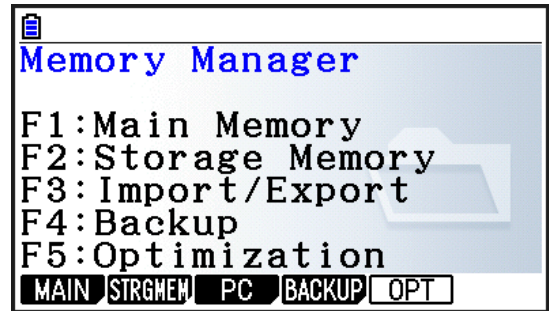 Memory Manager
F1:Main Memory
F2:Storage Memory
F3:Import/Export
F4:Backup
F5:Optimization
MAIN STRGMEM PC BACKUP OPT